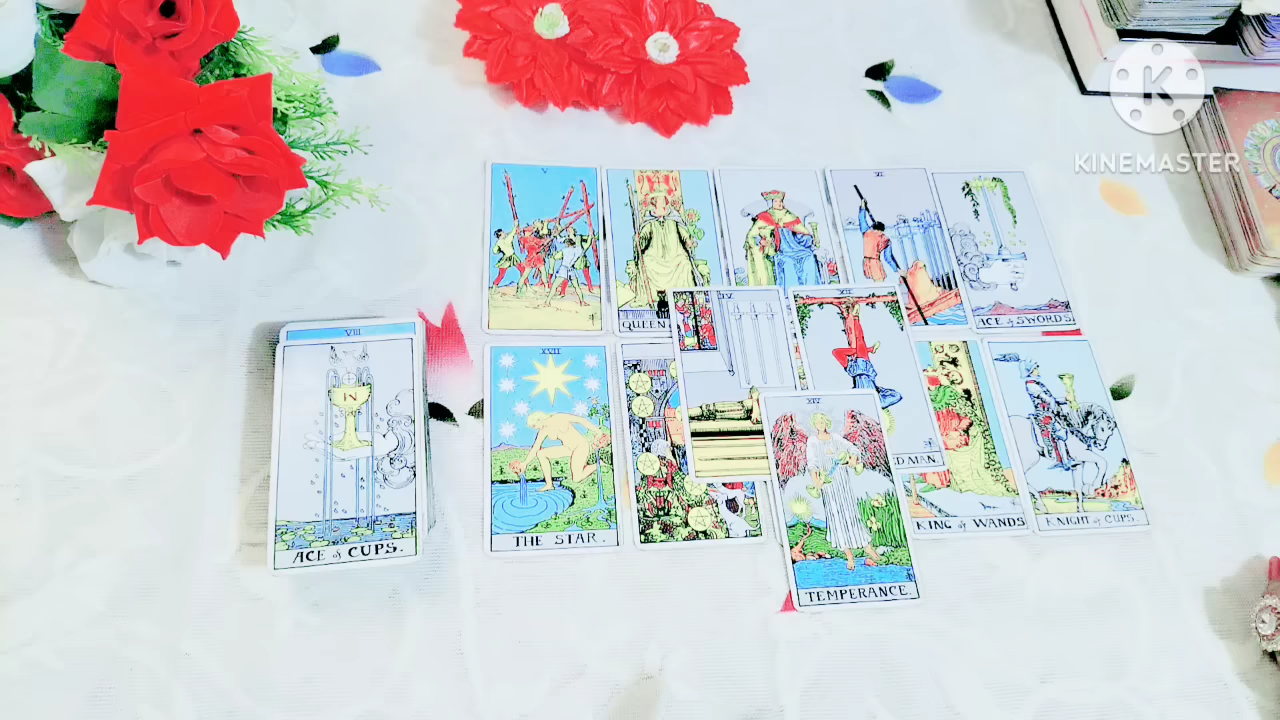 K
KINEMASTER
V
QUEEN
VI
ACE of SWORDS.
VIII
ACE of CUPS.
XVII
THE STAR.
IV
XII
D MAN.
XIV
TEMPERANCE.
KING of WANDS
KNIGHT of CUPS.